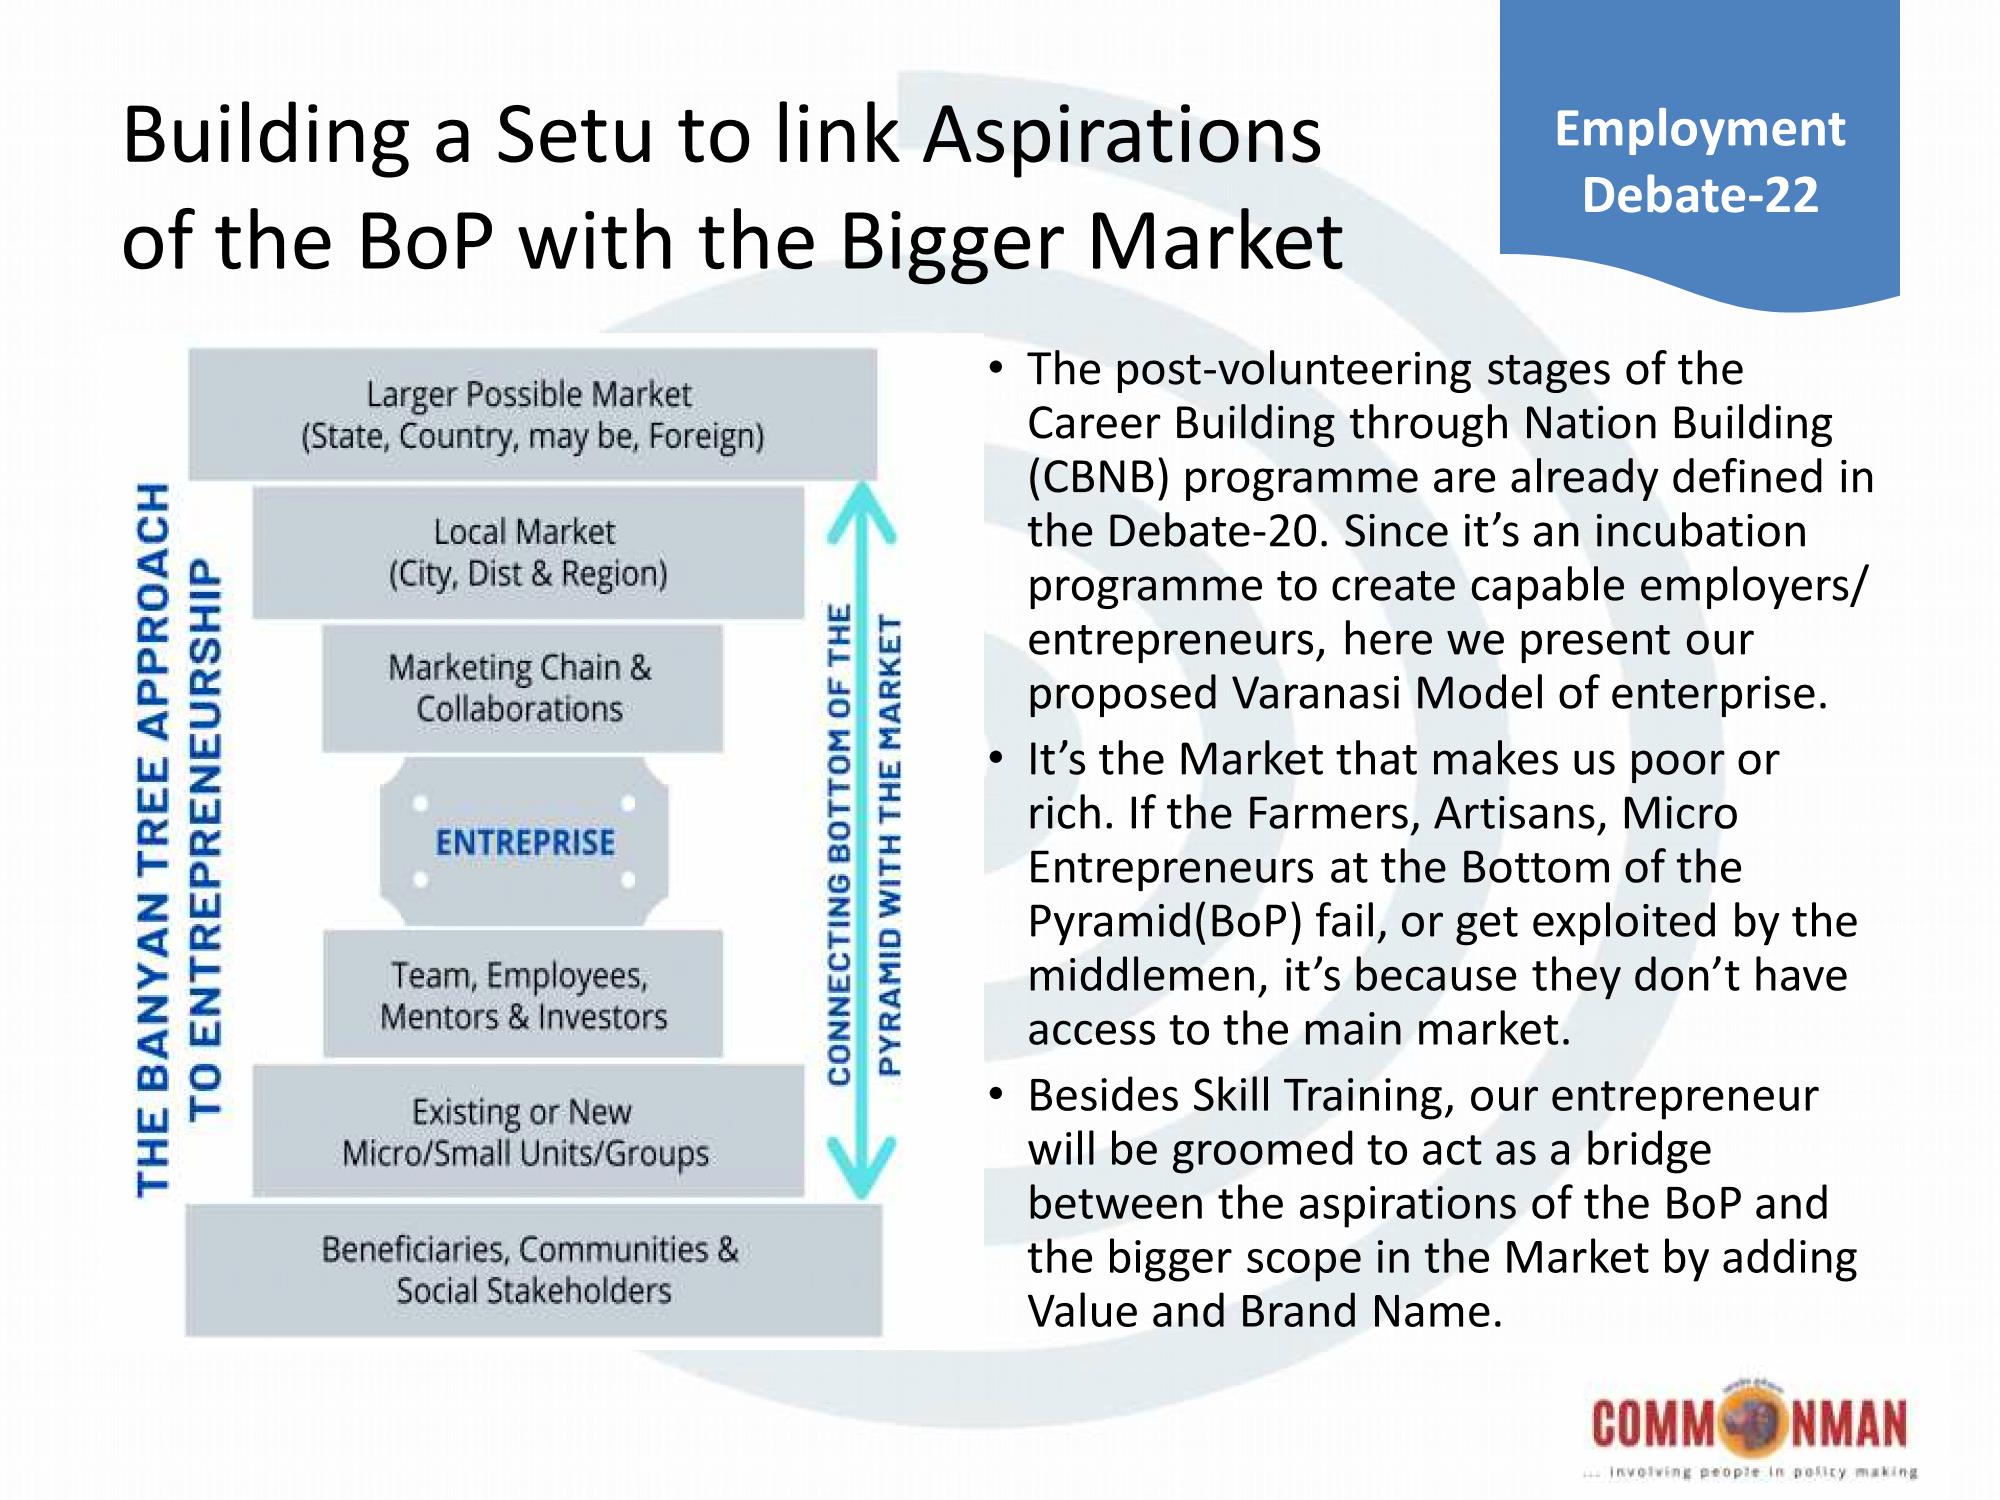 Building a Setu to link Aspirations
of the BoP with the Bigger Market
Employment
Debate-22
THE BANYAN TREE APPROACH
TO ENTREPRENEURSHIP
Larger Possible Market
(State, Country, may be, Foreign)
Local Market
(City, Dist & Region)
Marketing Chain &
Collaborations
ENTREPRISE
Team, Employees,
Mentors & Investors
Existing or New
Micro/Small Units/Groups
Beneficiaries, Communities &
Social Stakeholders
CONNECTING BOTTOM OF THE
PYRAMID WITH THE MARKET
• The post-volunteering stages of the
Career Building through Nation Building
(CBNB) programme are already defined in
the Debate-20. Since it’s an incubation
programme to create capable employers/
entrepreneurs, here we present our
proposed Varanasi Model of enterprise.
• It’s the Market that makes us poor or
rich. If the Farmers, Artisans, Micro
Entrepreneurs at the Bottom of the
Pyramid(BoP) fail, or get exploited by the
middlemen, it’s because they don’t have
access to the main market.
• Besides Skill Training, our entrepreneur
will be groomed to act as a bridge
between the aspirations of the BoP and
the bigger scope in the Market by adding
Value and Brand Name.
COMMONMAN
... involving people in policy making